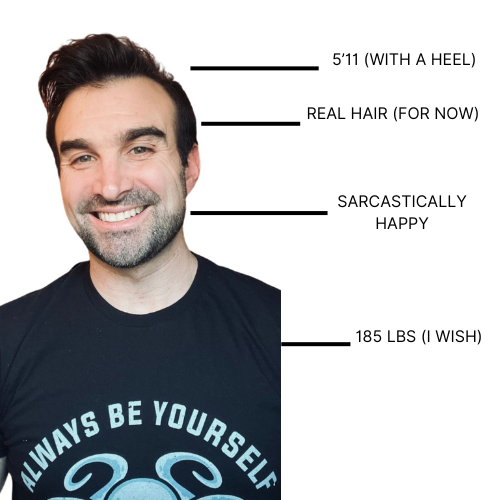 5’11 (WITH A HEEL)
REAL HAIR (FOR NOW)
SARCASTICALLY
HAPPY
185 LBS (I WISH)
ALWAYS BE YOURSELF